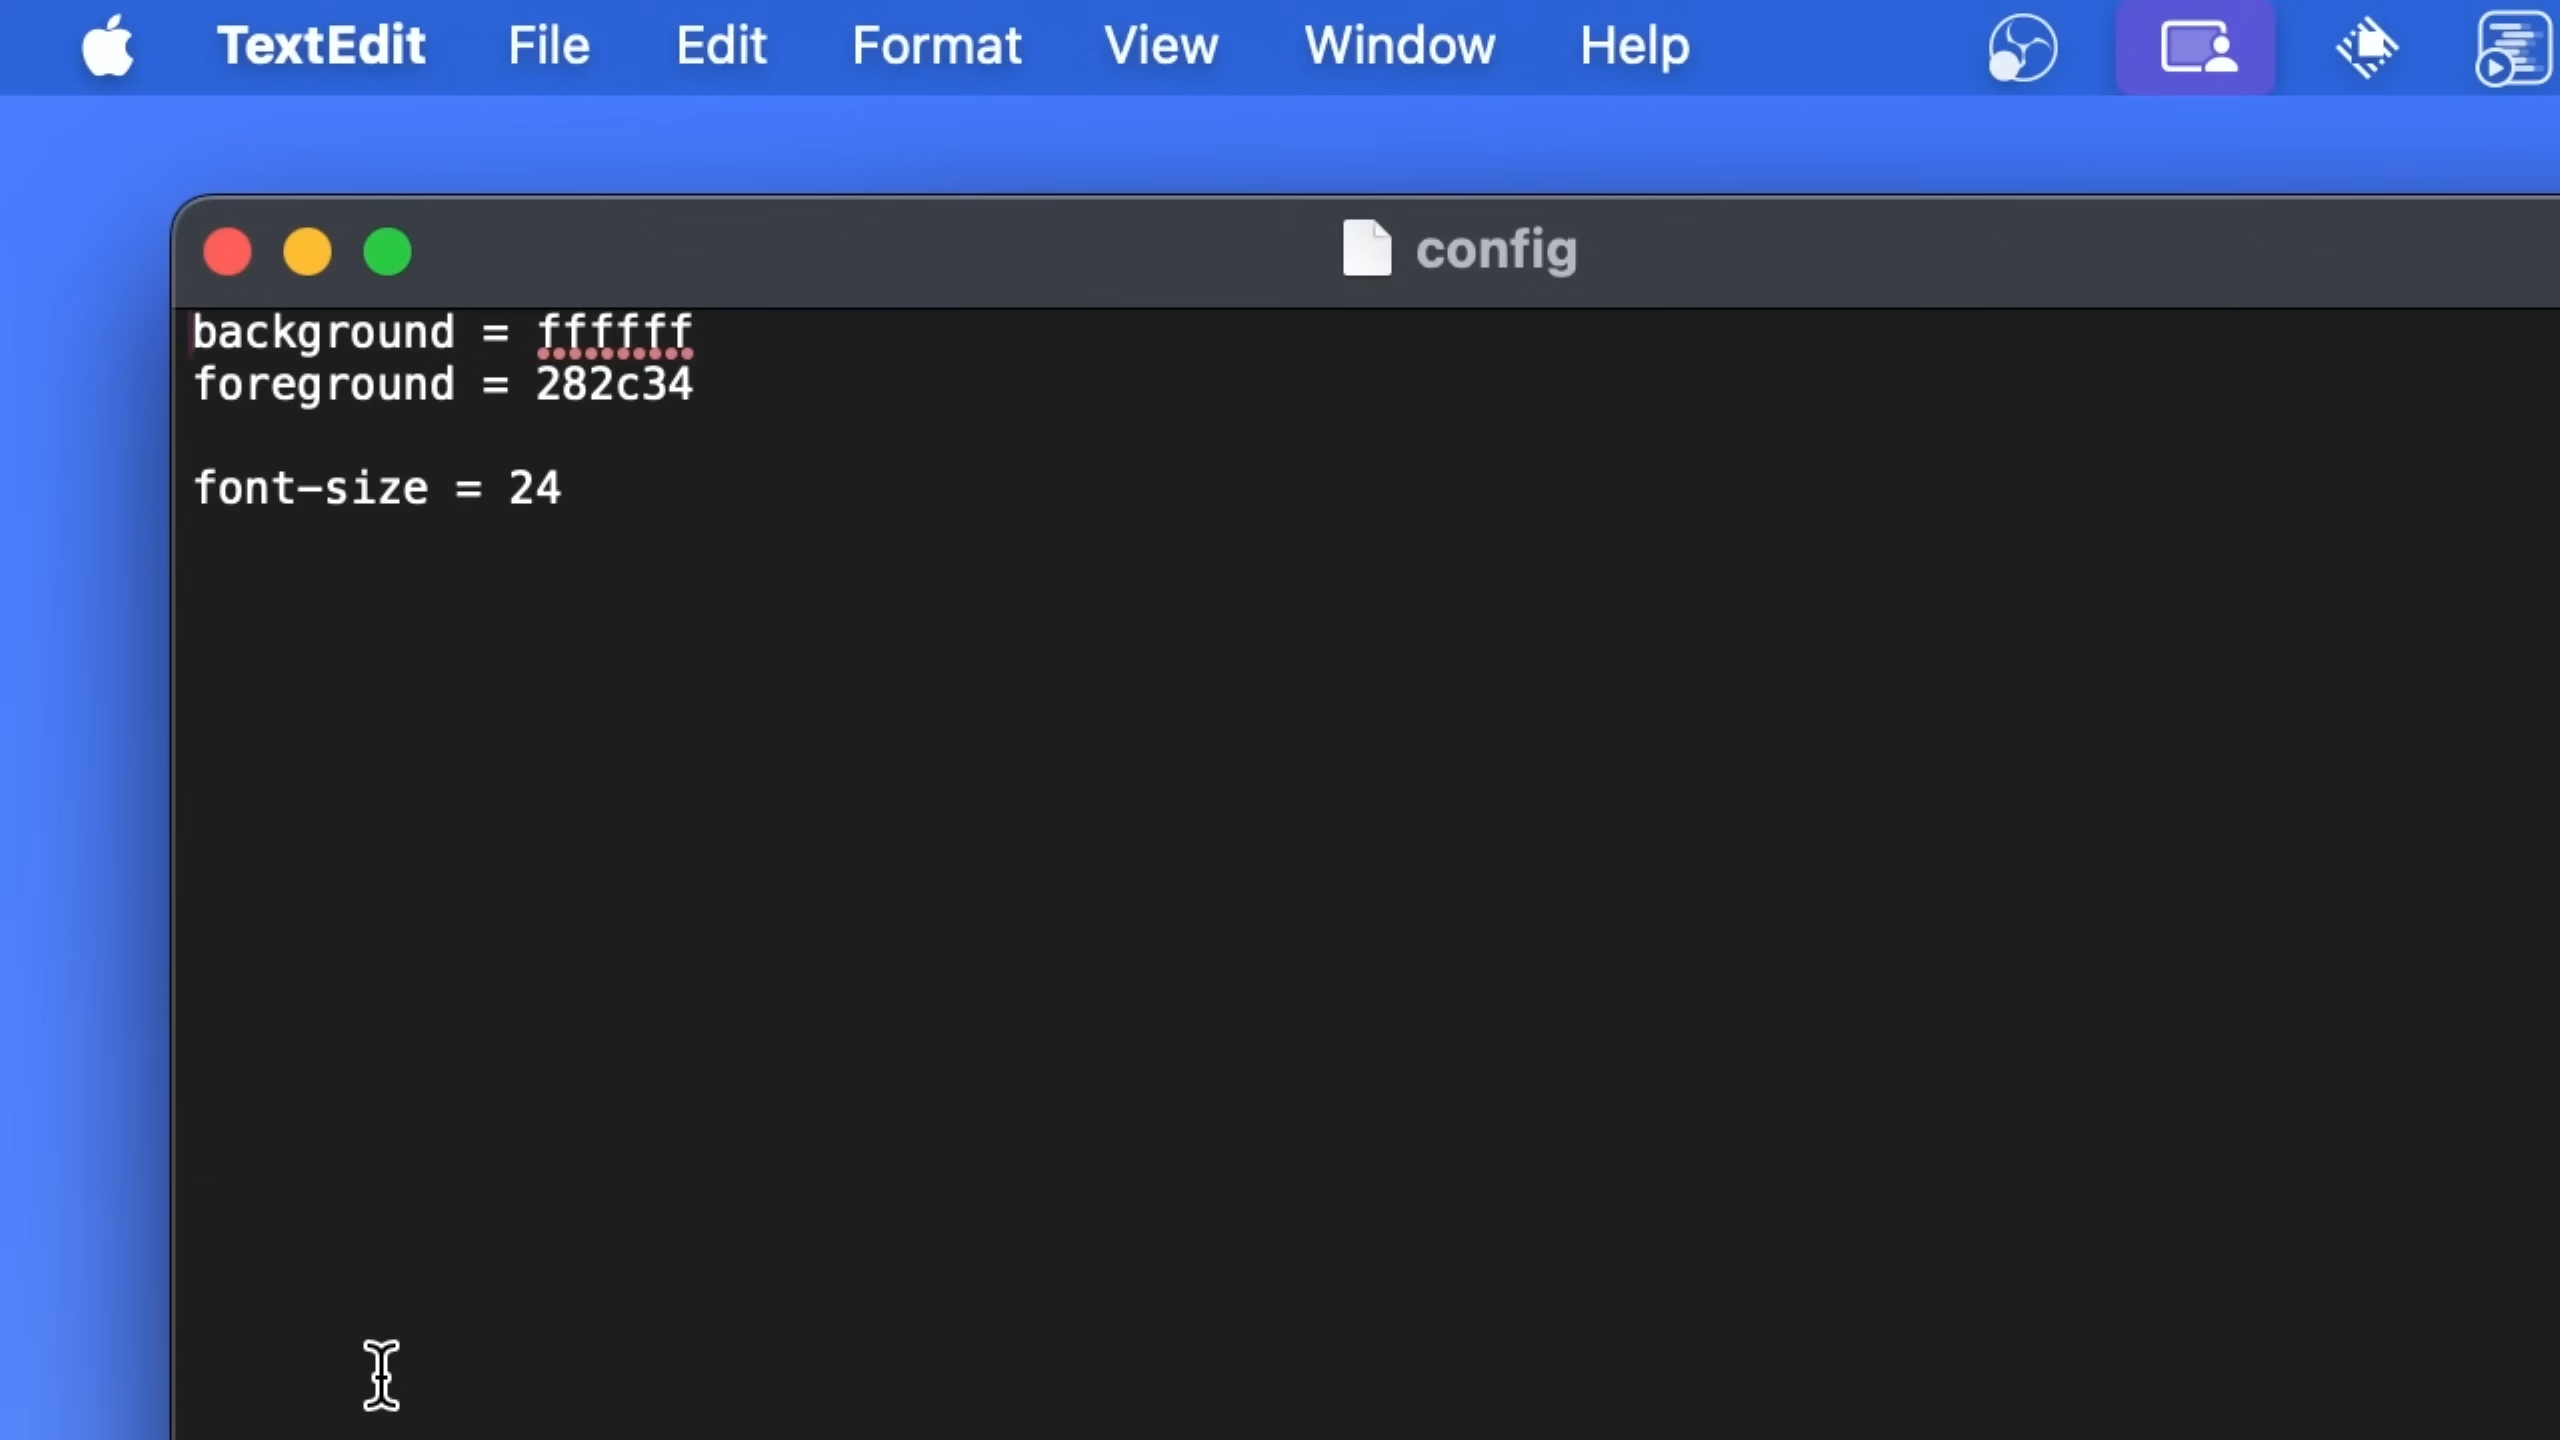 TextEdit File Edit Format View Window Help
config
background = ffffff
foreground = 282c34
font-size = 24